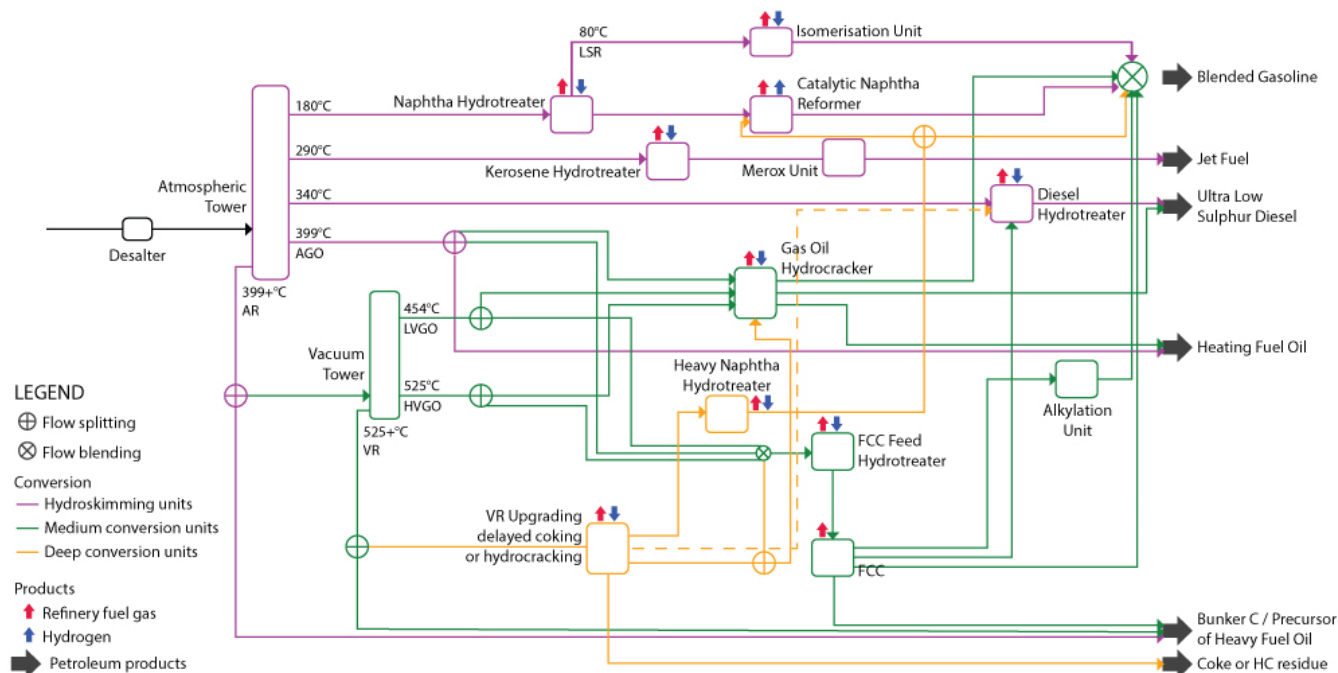 80°C
LSR
Isomerisation Unit
Blended Gasoline
Naphtha Hydrotreater
Catalytic Naphtha
Reformer
180°C
290°C
Kerosene Hydrotreater
Merox Unit
Jet Fuel
Atmospheric
Tower
340°C
Diesel
Hydrotreater
Ultra Low
Sulphur Diesel
Desalter
399°C
AGO
Gas Oil
Hydrocracker
399+°C
AR
454°C
LVGO
Vacuum
Tower
Heating Fuel Oil
Heavy Naphtha
Hydrotreater
525°C
HVGO
Alkylation
Unit
525+°C
VR
FCC Feed
Hydrotreater
VR Upgrading
delayed coking
or hydrocracking
FCC
Bunker C / Precursor
of Heavy Fuel Oil
Coke or HC residue
LEGEND
Flow splitting
Flow blending
Conversion
Hydroskimming units
Medium conversion units
Deep conversion units
Products
Refinery fuel gas
Hydrogen
Petroleum products